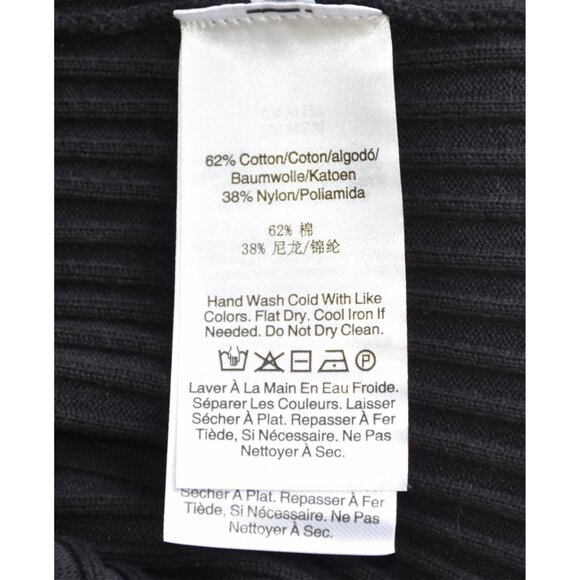 62% Cotton/Coton/algodó/
Baumwolle/Katoen
38% Nylon/Poliamida
62% 棉
38% 尼龙/锦纶
Hand Wash Cold With Like
Colors. Flat Dry. Cool Iron If
Needed. Do Not Dry Clean.
P
Laver À La Main En Eau Froide.
Séparer Les Couleurs. Laisser
Sécher À Plat. Repasser À Fer
Tiède, Si Nécessaire. Ne Pas
Nettoyer À Sec.
Sécher À Plat. Repasser À Fer
Tiède, Si Nécessaire. Ne Pas
Nettoyer À Sec.